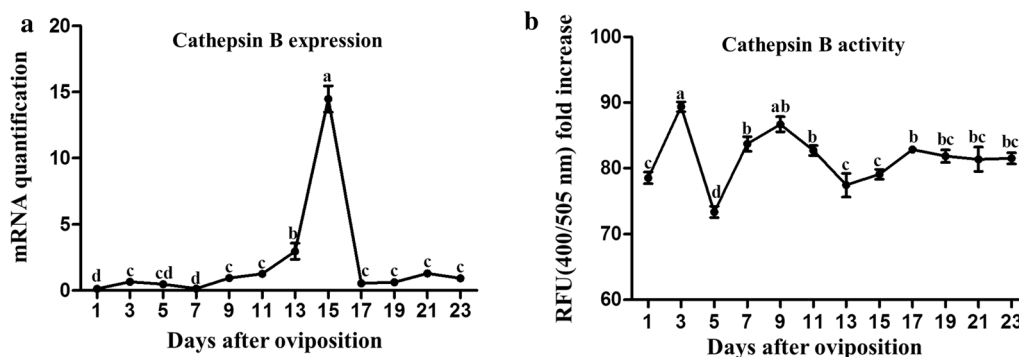 a
Cathepsin B expression
mRNA quantification
20
15
10
5
0
d c cd d c c b a c c c c
1 3 5 7 9 11 13 15 17 19 21 23
Days after oviposition
b
Cathepsin B activity
RFU(400/505 nm) fold increase
100
90
80
70
60
c a d b ab b c c b bc bc bc
1 3 5 7 9 11 13 15 17 19 21 23
Days after oviposition